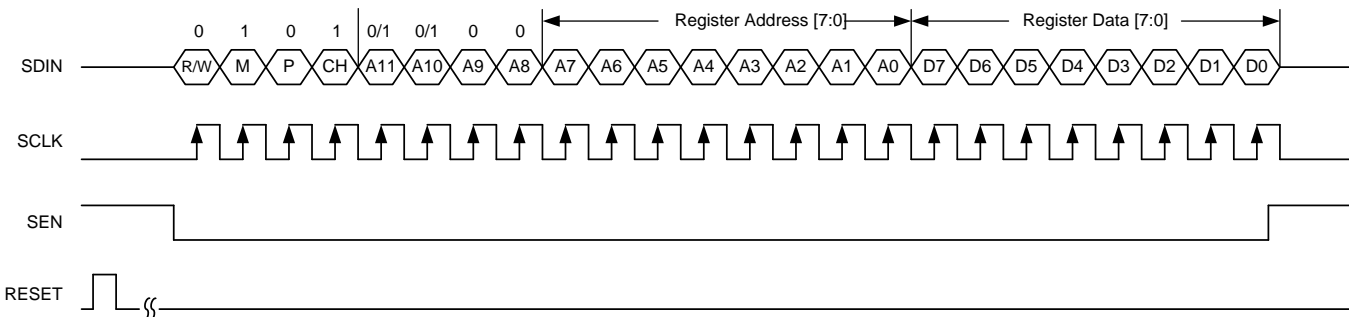 0 1 0 1 0/1 0/1 0 0 Register Address [7:0] Register Data [7:0]
SDIN R/W M P CH A11 A10 A9 A8 A7 A6 A5 A4 A3 A2 A1 A0 D7 D6 D5 D4 D3 D2 D1 D0
SCLK
SEN
RESET